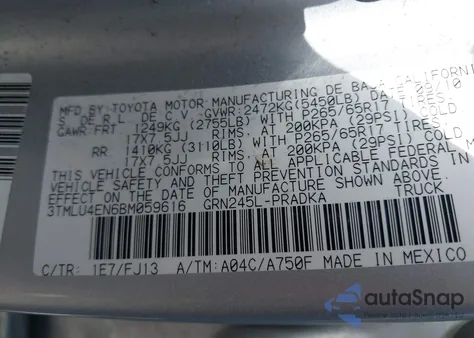 MFD BY: TOYOTA MOTOR MANUFACTURING DE BAJA CALIFORNI
S. DE R.L. DE C.V. GVWR: 2472KG(5450LB) DATE:
GAWR FRT 1249KG (2755LB) WITH P265/65R17 TIRES,
17X7.5JJ RIMS, AT 200KPA (29PSI) COLD
RR 1410KG (3110LB) WITH P265/65R17 TIRES,
17X7.5JJ RIMS, AT 200KPA (29PSI) COLD
THIS VEHICLE CONFORMS TO ALL APPLICABLE FEDERAL
MOTOR VEHICLE SAFETY AND THEFT PREVENTION STANDARDS IN
EFFECT ON THE DATE OF MANUFACTURE SHOWN ABOVE.
3TMLU4EN6BM059616 GRN245L-PRADKA TRUCK
C/TR: 1E7/FJ13 A/TM: A04C/A750F MADE IN MEXICO
autoSnap